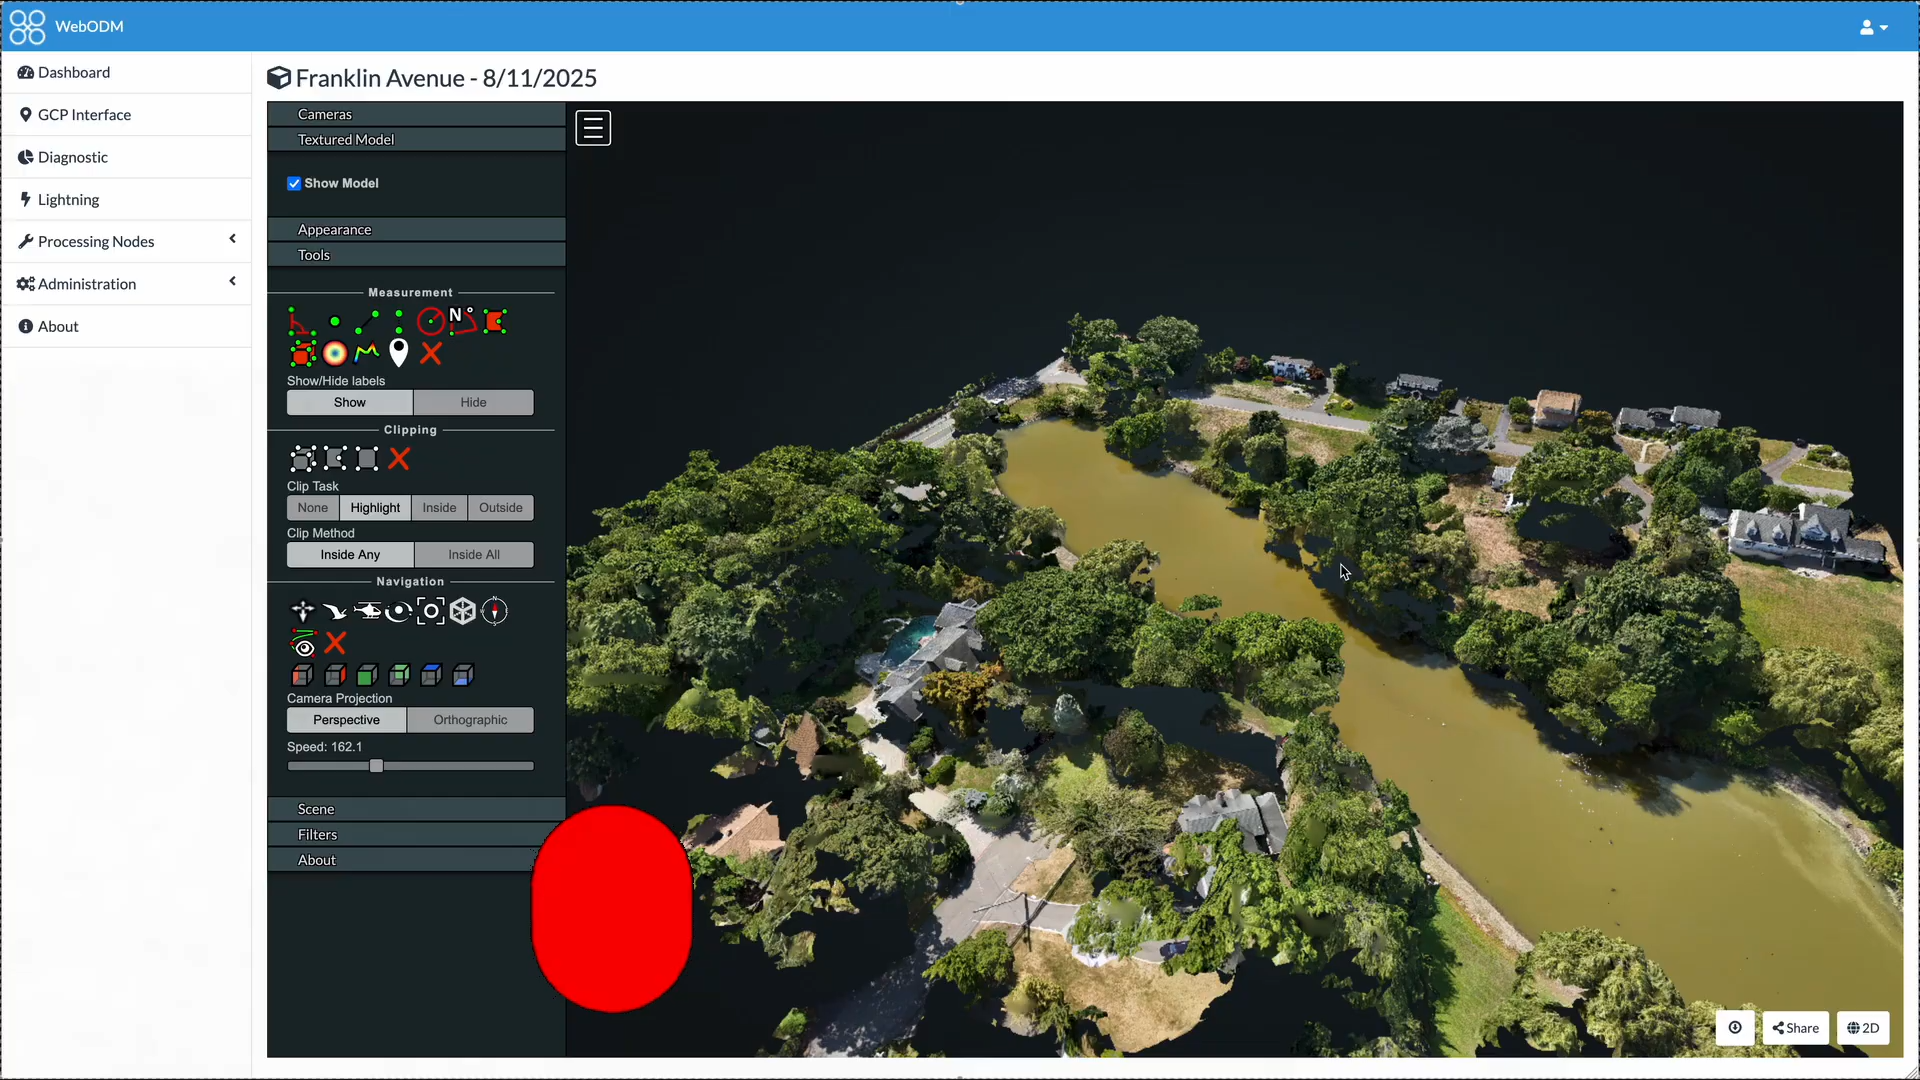 WebODM
Dashboard
GCP Interface
Diagnostic
Lightning
Processing Nodes
Administration
About
Franklin Avenue - 8/11/2025
Cameras
Textured Model
Show Model
Appearance
Tools
Measurement
N°
Show/Hide labels
Show Hide
Clipping
Clip Task
None Highlight Inside Outside
Clip Method
Inside Any Inside All
Navigation
Camera Projection
Perspective Orthographic
Speed: 162.1
Scene
Filters
About
Share
2D